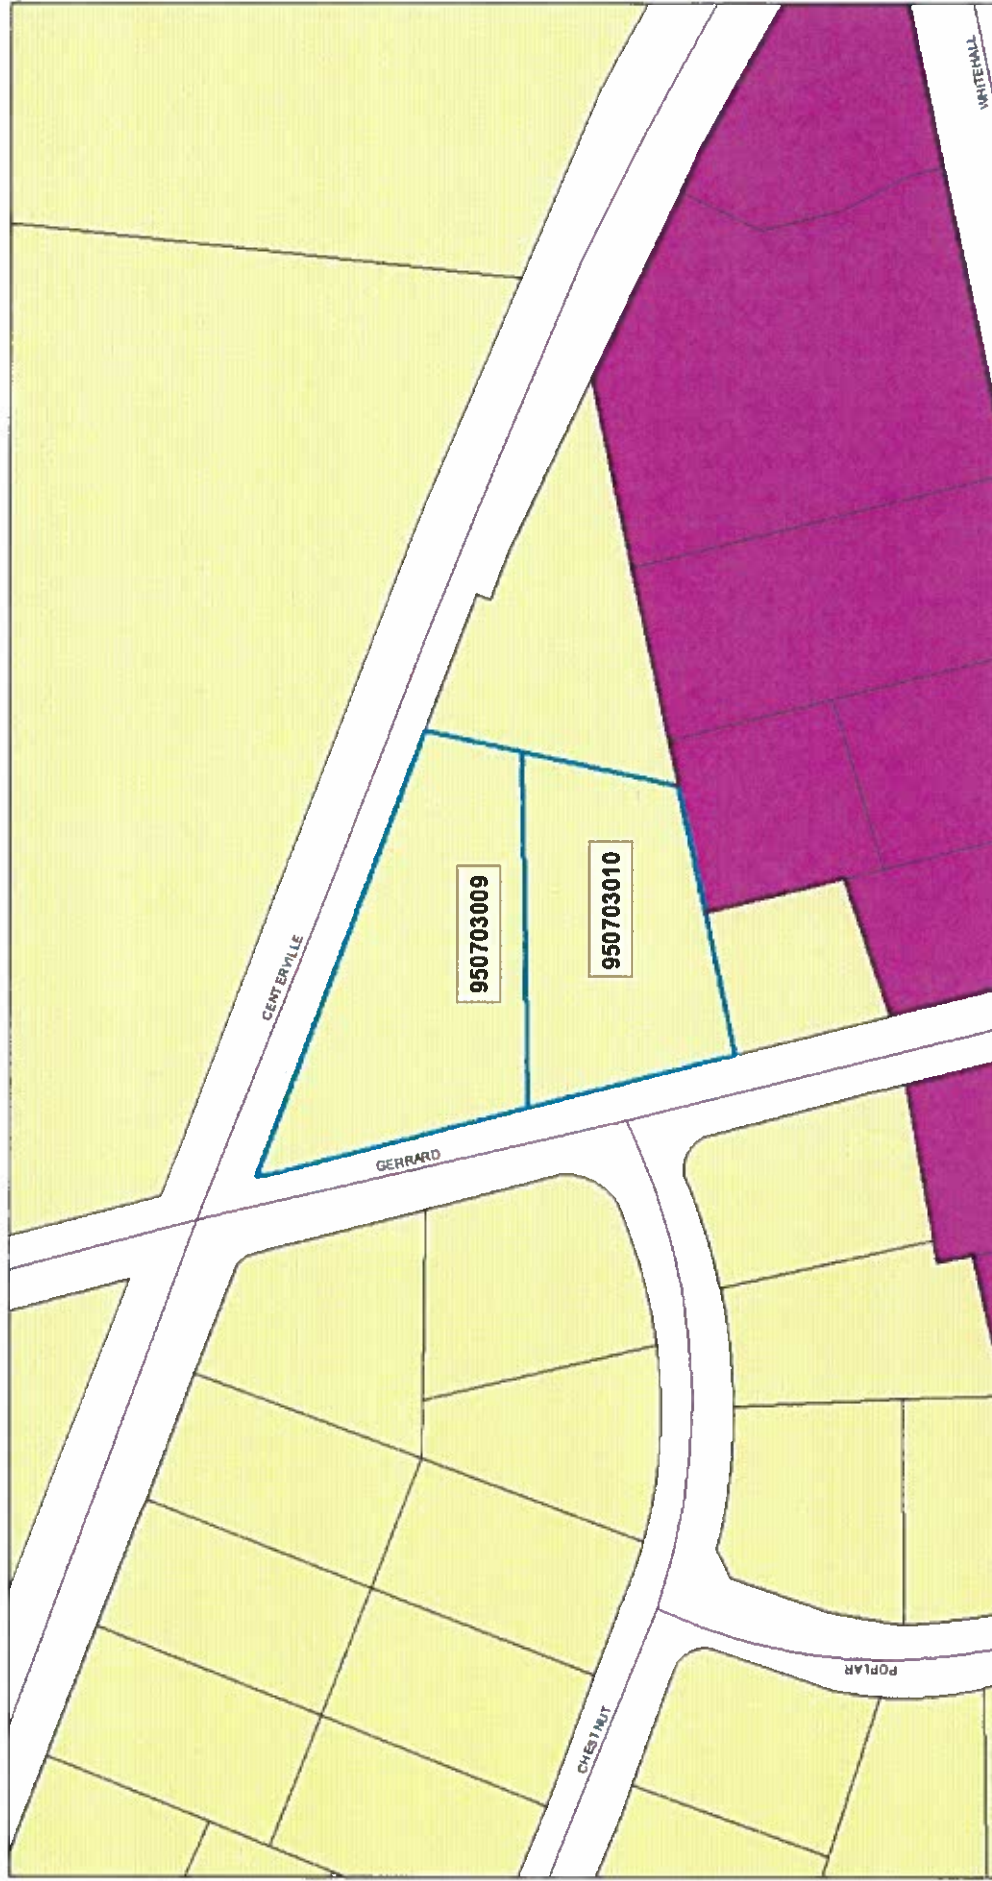 WHITEHALL
CENTERVILLE
950703009
950703010
GERRARD
CHESTNUT
POPLAR